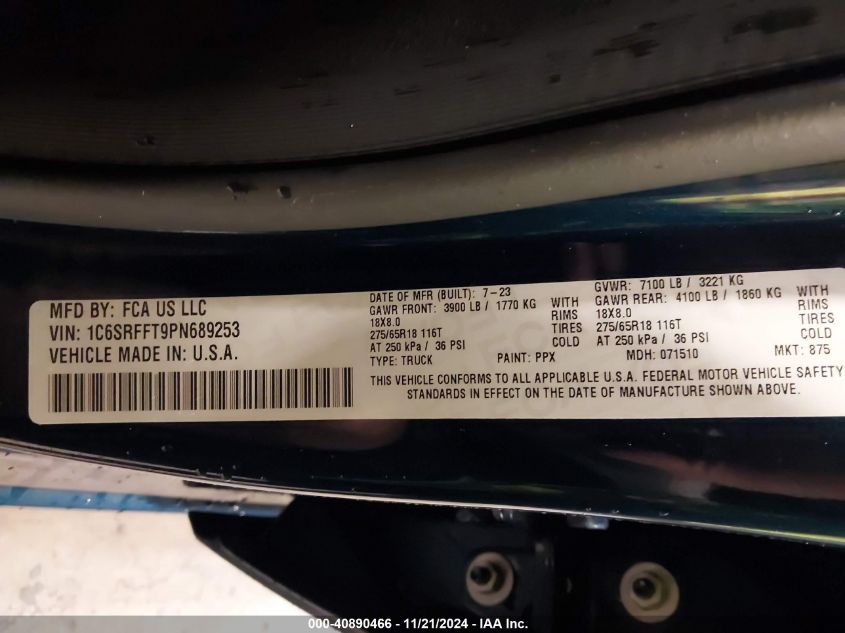 MFD BY: FCA US LLC
VIN: 1C6SRFFT9PN689253
VEHICLE MADE IN: U.S.A.
DATE OF MFR (BUILT): 7-23
GAWR FRONT: 3900 LB / 1770 KG WITH
18X8.0 RIMS
275/65R18 116T
AT 250 kPa / 36 PSI COLD
TYPE: TRUCK PAINT: PPX
GVWR: 7100 LB / 3221 KG
GAWR REAR: 4100 LB / 1860 KG WITH
18X8.0 RIMS
275/65R18 116T
AT 250 kPa / 36 PSI COLD
MDH: 071510 MKT: 875
THIS VEHICLE CONFORMS TO ALL APPLICABLE U.S.A. FEDERAL MOTOR VEHICLE SAFETY
STANDARDS IN EFFECT ON THE DATE OF MANUFACTURE SHOWN ABOVE.
000-40890466 - 11/21/2024 - IAA Inc.